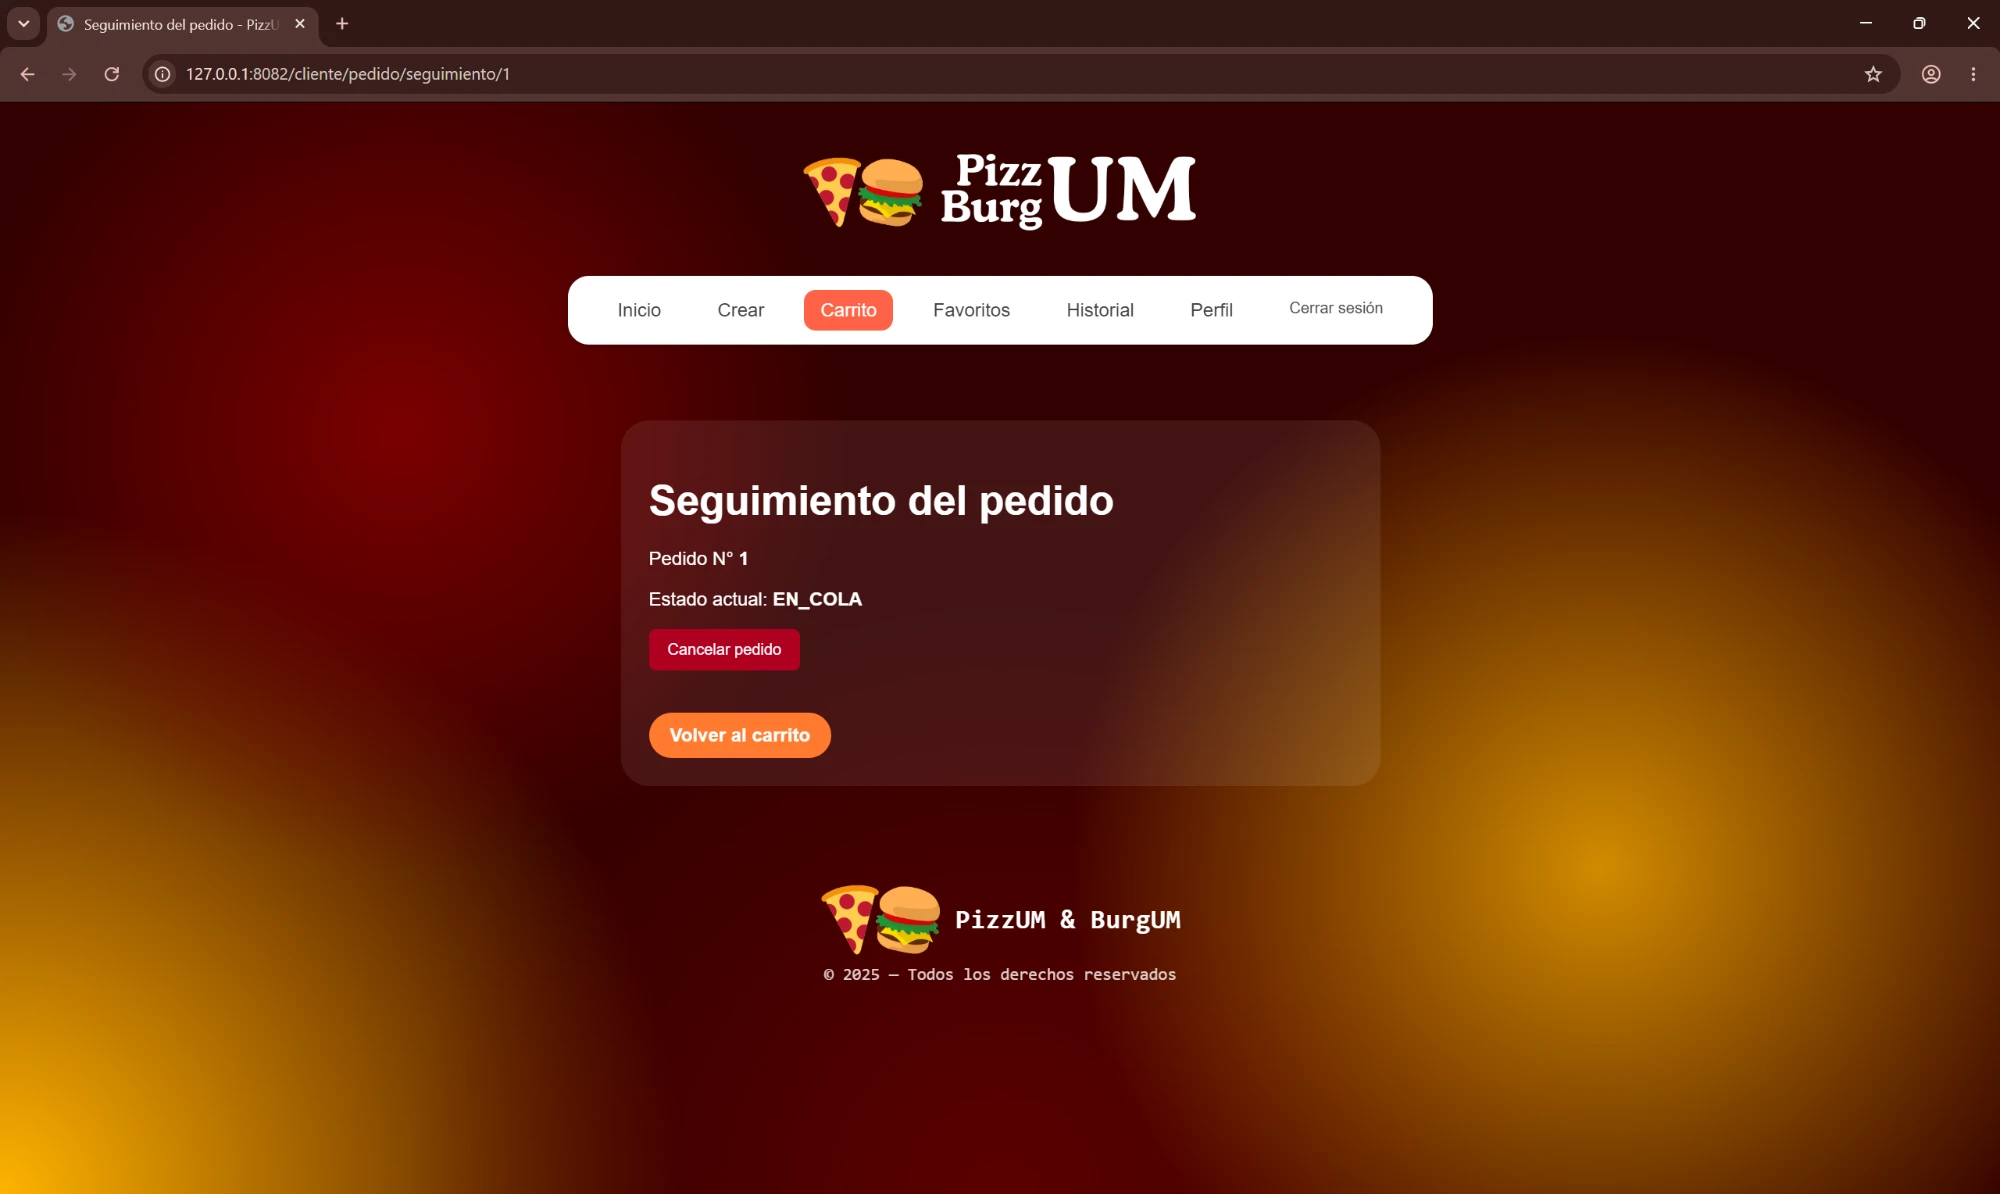 Seguimiento del pedido - PizzU
127.0.0.1:8082/cliente/pedido/seguimiento/1
Pizz
Burg UM
Inicio Crear Carrito Favoritos Historial Perfil Cerrar sesión
Seguimiento del pedido
Pedido N° 1
Estado actual: EN_COLA
Cancelar pedido
Volver al carrito
PizzUM & BurgUM
© 2025 — Todos los derechos reservados